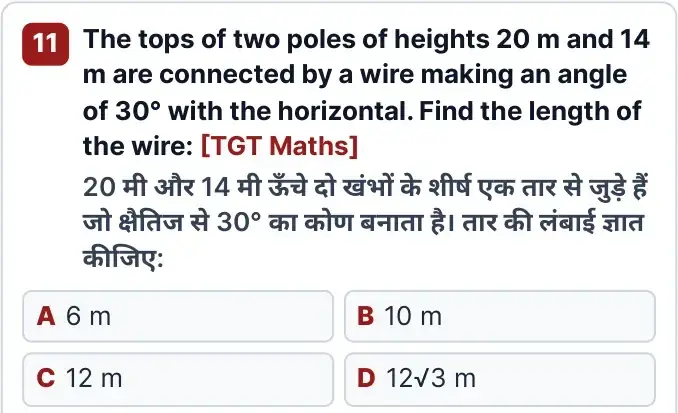 11 The tops of two poles of heights 20 m and 14
m are connected by a wire making an angle
of 30° with the horizontal. Find the length of
the wire: [TGT Maths]
20 मी और 14 मी ऊँचे दो खंभों के शीर्ष एक तार से जुड़े हैं
जो क्षैतिज से 30° का कोण बनाता है। तार की लंबाई ज्ञात
कीजिए:
A 6 m
B 10 m
C 12 m
D 12√3 m